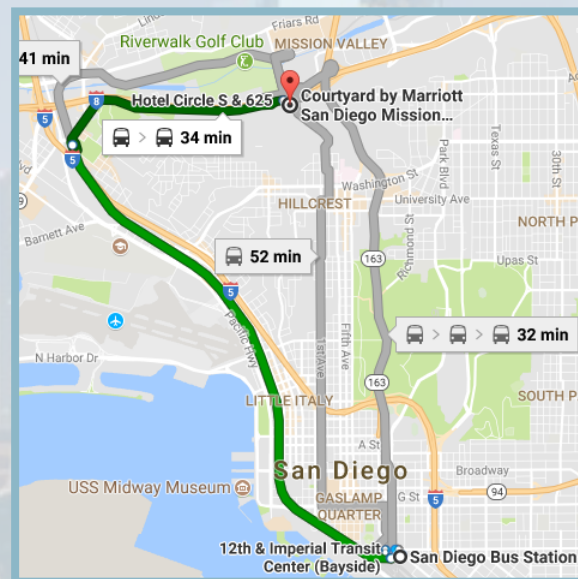 Friars Rd
Riverwalk Golf Club
MISSION VALLEY
41 min
8
5
Hotel Circle S & 625
Courtyard by Marriott
San Diego Mission...
34 min
5
Washington St
Park Blvd
Texas St
30th St
HILLCREST
University Ave
Richmond St
NORTH P
Barnett Ave
52 min
163
Upas St
5
Pacific Hwy
Fifth Ave
1st Ave
32 min
N Harbor Dr
163
LITTLE ITALY
SOUTH P
A St
San Diego
Broadway
USS Midway Museum
GASLAMP
QUARTER
G St
5
94
12th & Imperial Transit
Center (Bayside)
San Diego Bus Station